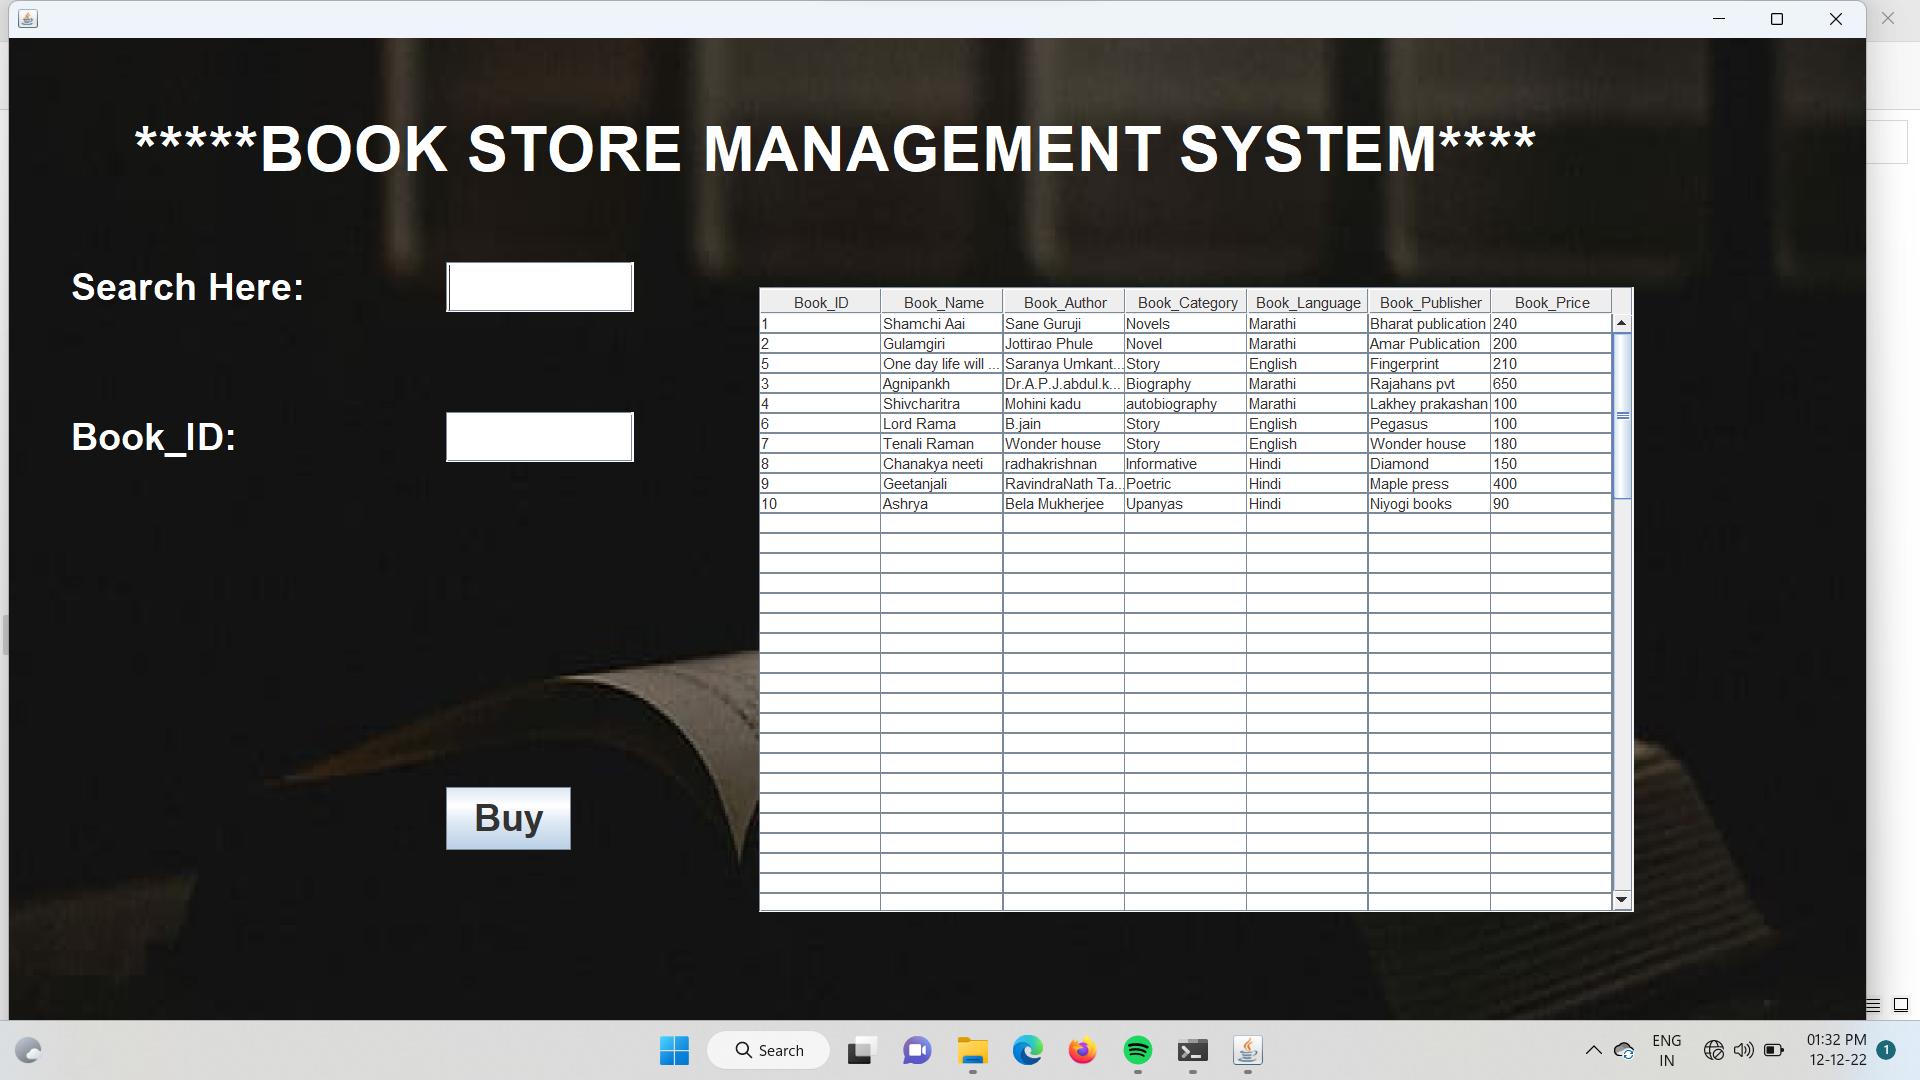 *****BOOK STORE MANAGEMENT SYSTEM****
Search Here:
Book_ID:
Buy
Book_ID Book_Name Book_Author Book_Category Book_Language Book_Publisher Book_Price
1 Shamchi Aai Sane Guruji Novels Marathi Bharat publication 240
2 Gulamgiri Jottirao Phule Novel Marathi Amar Publication 200
5 One day life will ... Saranya Umkant... Story English Fingerprint 210
3 Agnipankh Dr.A.P.J.abdul.k... Biography Marathi Rajahans pvt 650
4 Shivcharitra Mohini kadu autobiography Marathi Lakhey prakashan 100
6 Lord Rama B.jain Story English Pegasus 100
7 Tenali Raman Wonder house Story English Wonder house 180
8 Chanakya neeti radhakrishnan Informative Hindi Diamond 150
9 Geetanjali RavindraNath Ta... Poetric Hindi Maple press 400
10 Ashrya Bela Mukherjee Upanyas Hindi Niyogi books 90
Search
ENG
IN
01:32 PM
12-12-22
1